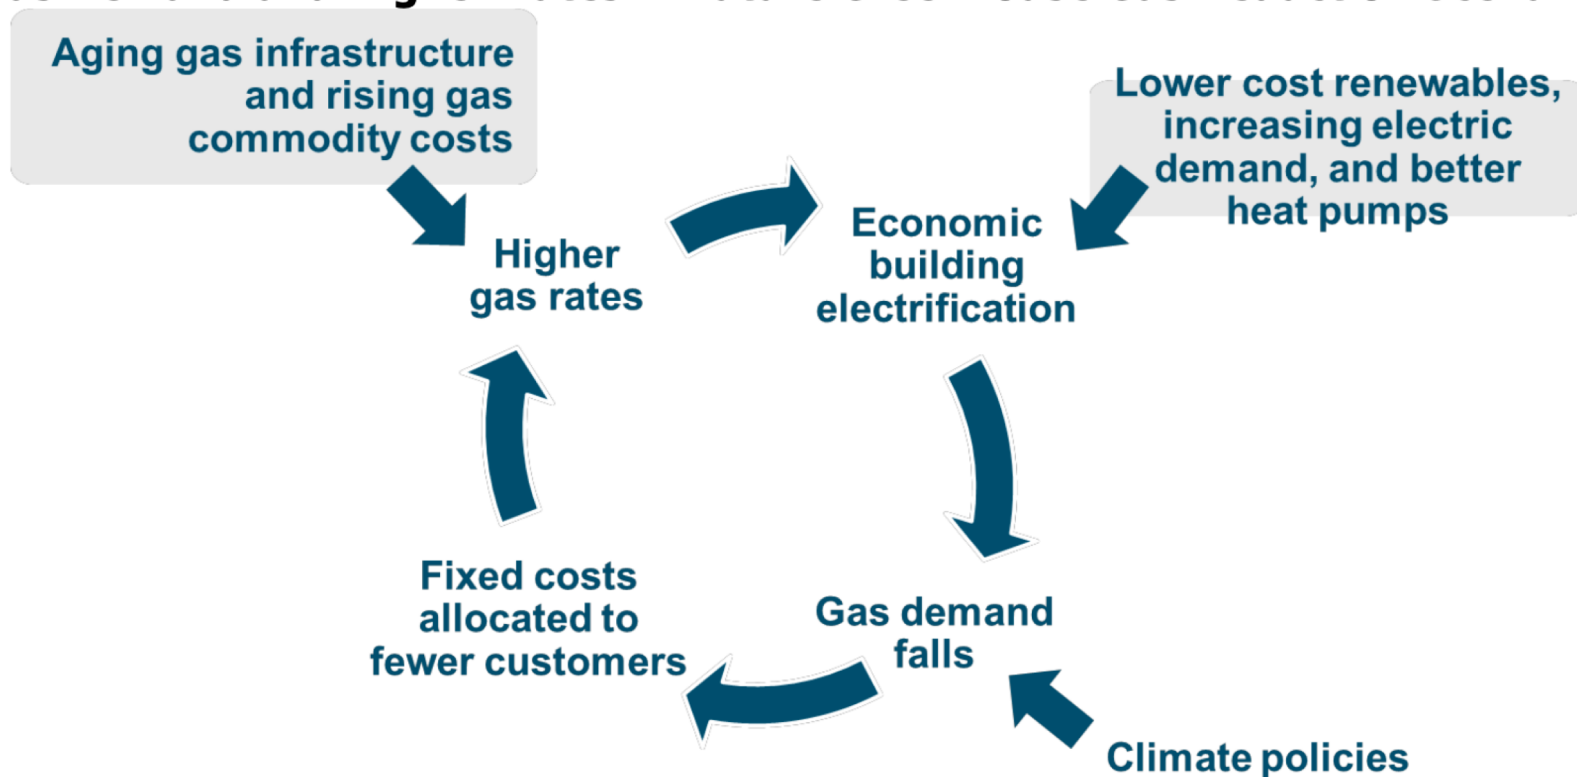 Aging gas infrastructure
and rising gas
commodity costs
Lower cost renewables,
increasing electric
demand, and better
heat pumps
Higher
gas rates
Economic
building
electrification
Fixed costs
allocated to
fewer customers
Gas demand
falls
Climate policies